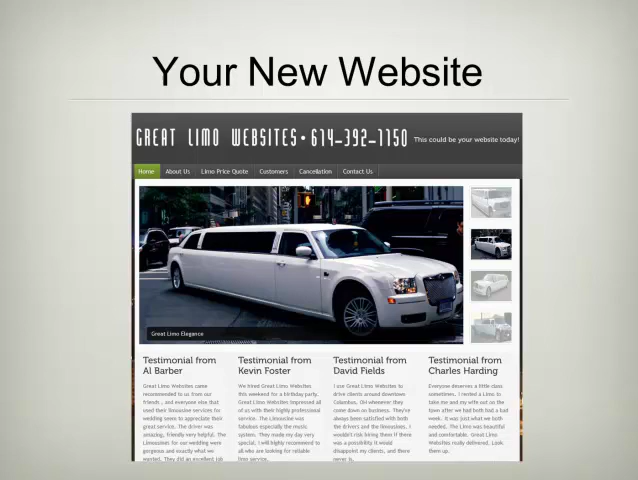 Your New Website
GREAT LIMO WEBSITES • 614-392-1150
This could be your website today!
Home About Us Limo Price Quote Customers Cancellation Contact Us
Great Limo Elegance
Testimonial from
Al Barber
Great Limo Websites came
recommended to us from our
friends , and everyone else that
used their limousine services for
wedding seems to appreciate their
great service. The driver was
amazing, friendly very helpful. The
Limousines for our wedding were
gorgeous and exactly what we
wanted. They did an excellent job
Testimonial from
Kevin Foster
We hired Great Limo Websites
this weekend for a birthday party.
Great Limo Websites impressed all
of us with their highly professional
service. The Limousine was
fabulous especially the music
system. They made my day very
special, I will highly recommend to
all who are looking for reliable
limo service.
Testimonial from
David Fields
I use Great Limo Websites to
drive clients around downtown
Columbus, OH whenever they
come down on business. They've
always been satisfied with both
the drivers and the limousines. I
wouldn't risk hiring them if there
was a possibility it would
disappoint my clients, and there
never is.
Testimonial from
Charles Harding
Everyone deserves a little class
sometimes. I rented a Limo to
take me and my wife out on the
town after we had both had a bad
week. It was just what we both
needed. The Limo was beautiful
and comfortable. Great Limo
Websites really delivered. Look
them up.